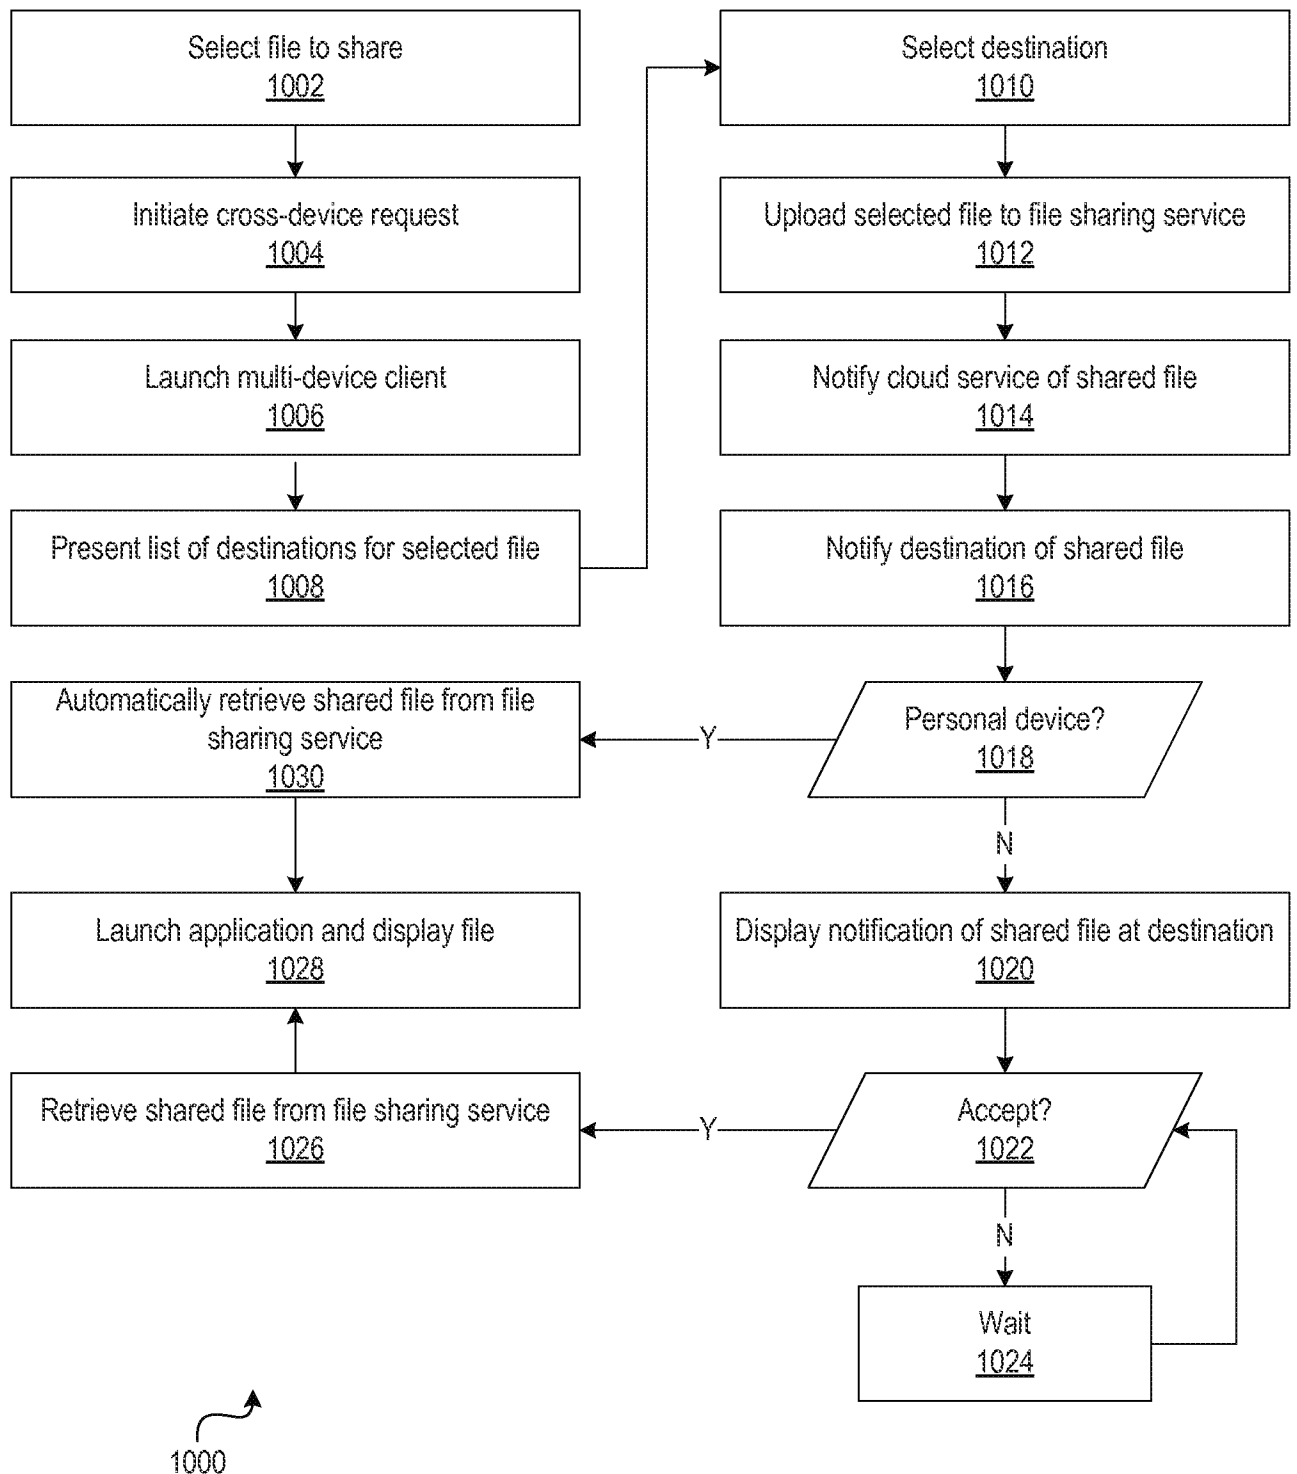 Select file to share
1002
Initiate cross-device request
1004
Launch multi-device client
1006
Present list of destinations for selected file
1008
Select destination
1010
Upload selected file to file sharing service
1012
Notify cloud service of shared file
1014
Notify destination of shared file
1016
Personal device?
1018
Y
N
Automatically retrieve shared file from file
sharing service
1030
Display notification of shared file at destination
1020
Launch application and display file
1028
Accept?
1022
Y
N
Retrieve shared file from file sharing service
1026
Wait
1024
1000